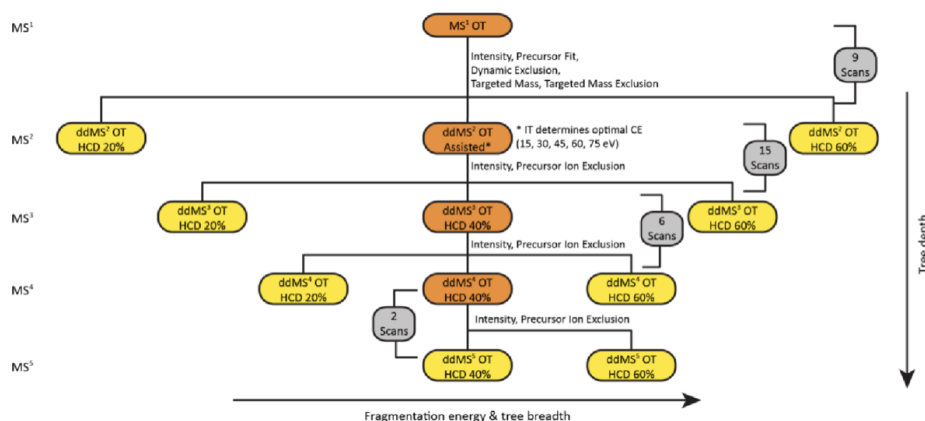 MS¹
MS¹ OT
Intensity, Precursor Fit,
Dynamic Exclusion,
Targeted Mass, Targeted Mass Exclusion
9
Scans
MS²
ddMS² OT
HCD 20%
ddMS² OT
Assisted*
* IT determines optimal CE
(15, 30, 45, 60, 75 eV)
ddMS² OT
HCD 60%
15
Scans
Intensity, Precursor Ion Exclusion
MS³
ddMS³ OT
HCD 20%
ddMS³ OT
HCD 40%
ddMS³ OT
HCD 60%
6
Scans
Intensity, Precursor Ion Exclusion
MS⁴
ddMS⁴ OT
HCD 20%
ddMS⁴ OT
HCD 40%
ddMS⁴ OT
HCD 60%
2
Scans
Intensity, Precursor Ion Exclusion
MS⁵
ddMS⁵ OT
HCD 40%
ddMS⁵ OT
HCD 60%
Tree depth
Fragmentation energy & tree breadth